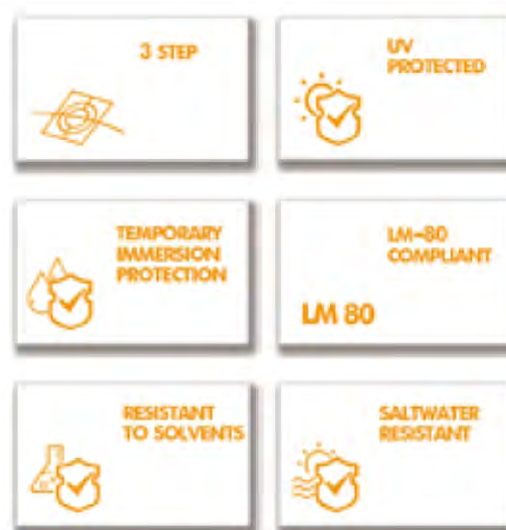 3 STEP
UV
PROTECTED
TEMPORARY
IMMERSION
PROTECTION
LM-80
COMPLIANT
LM 80
RESISTANT
TO SOLVENTS
SALTWATER
RESISTANT